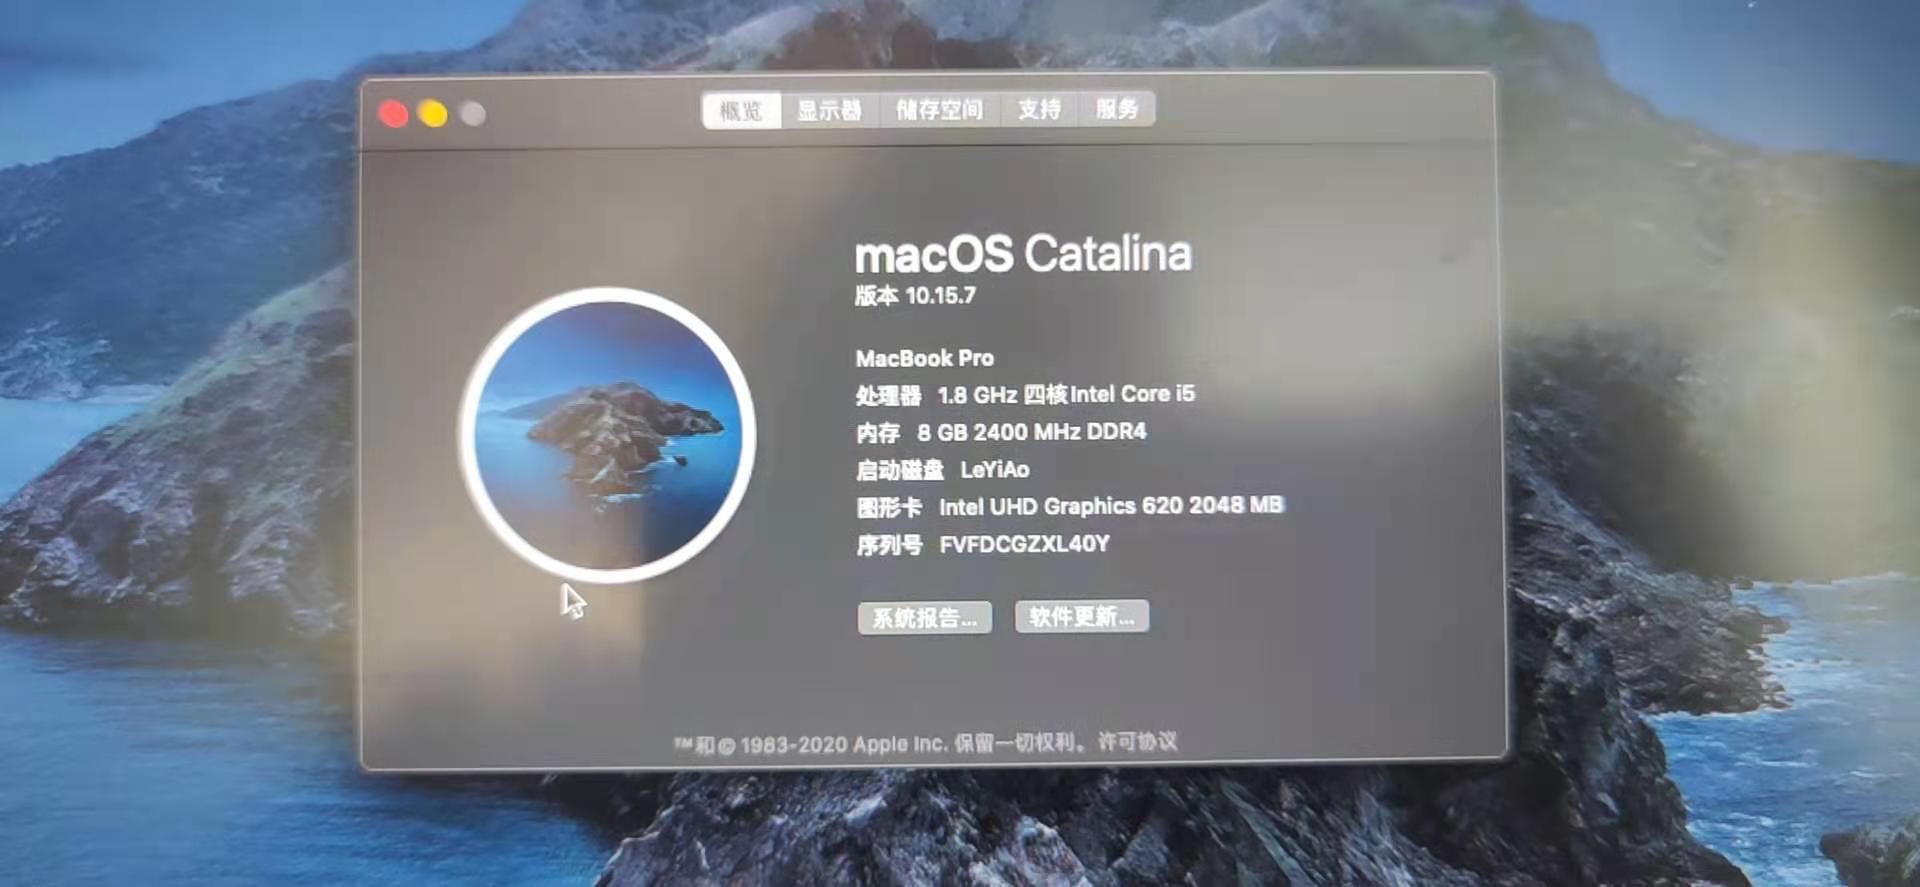 概览 显示器 储存空间 支持 服务
macOS Catalina
版本 10.15.7
MacBook Pro
处理器 1.8 GHz 四核Intel Core i5
内存 8 GB 2400 MHz DDR4
启动磁盘 LeYiAo
图形卡 Intel UHD Graphics 620 2048 MB
序列号 FVFDCGZXL40Y
系统报告... 软件更新...
™和© 1983-2020 Apple Inc. 保留一切权利。 许可协议